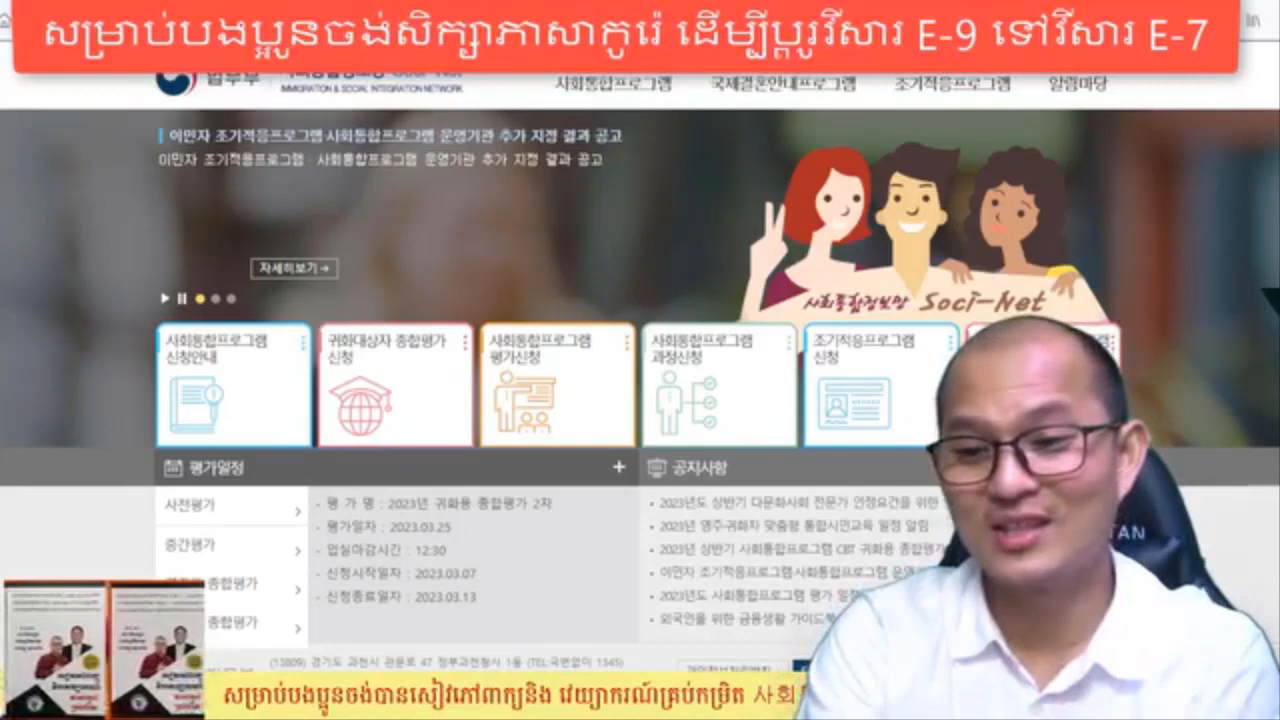 សម្រាប់បងប្អូនចង់សិក្សាភាសាកូរ៉េ ដើម្បីប្តូរវីសារ E-9 ទៅវីសារ E-7
법무부
IMMIGRATION & SOCIAL INTEGRATION NETWORK
사회통합프로그램
국제결혼안내프로그램
조기적응프로그램
알림마당
이민자 조기적응프로그램·사회통합프로그램 운영기관 추가 지정 결과 공고
이민자 조기적응프로그램 · 사회통합프로그램 운영기관 추가 지정 결과 공고
자세히보기
사회통합정보망 Soci-Net
사회통합프로그램
신청안내
귀화대상자 종합평가
신청
사회통합프로그램
평가신청
사회통합프로그램
과정신청
조기적응프로그램
신청
평가일정 +
사전평가
중간평가
종합평가
종합평가
평 가 명 : 2023년 귀화용 종합평가 2차
평가일자 : 2023.03.25
입실마감시간 : 12:30
신청시작일자 : 2023.03.07
신청종료일자 : 2023.03.13
공지사항
2023년도 상반기 다문화사회 전문가 인정요건을 위한
2023년 영주·귀화자 맞춤형 통합시민교육 일정 알림
2023년 상반기 사회통합프로그램 CBT 귀화용 종합평가
이민자 조기적응프로그램·사회통합프로그램 운영
2023년도 사회통합프로그램 평가 일정
외국인을 위한 금융생활 가이드북
TAN
(13809) 경기도 과천시 관문로 47 정부과천청사 1동 (TEL:국번없이 1345)
សម្រាប់បងប្អូនចង់បានសៀវភៅពាក្យនិង វេយ្យាករណ៍គ្រប់កម្រិត 사회